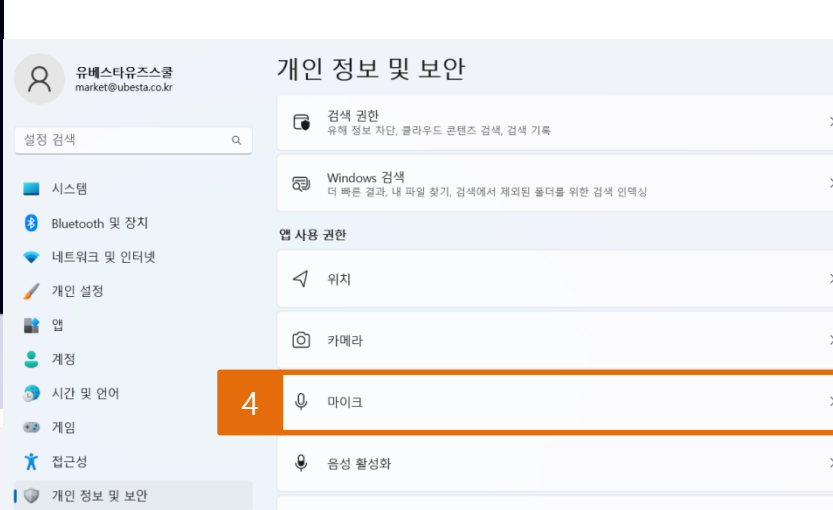 유베스타유즈스쿨
market@ubesta.co.kr
설정 검색
시스템
Bluetooth 및 장치
네트워크 및 인터넷
개인 설정
앱
계정
시간 및 언어
게임
접근성
개인 정보 및 보안
개인 정보 및 보안
검색 권한
유해 정보 차단, 클라우드 콘텐츠 검색, 검색 기록
Windows 검색
더 빠른 결과, 내 파일 찾기, 검색에서 제외된 폴더를 위한 검색 인덱싱
앱 사용 권한
위치
카메라
4
마이크
음성 활성화